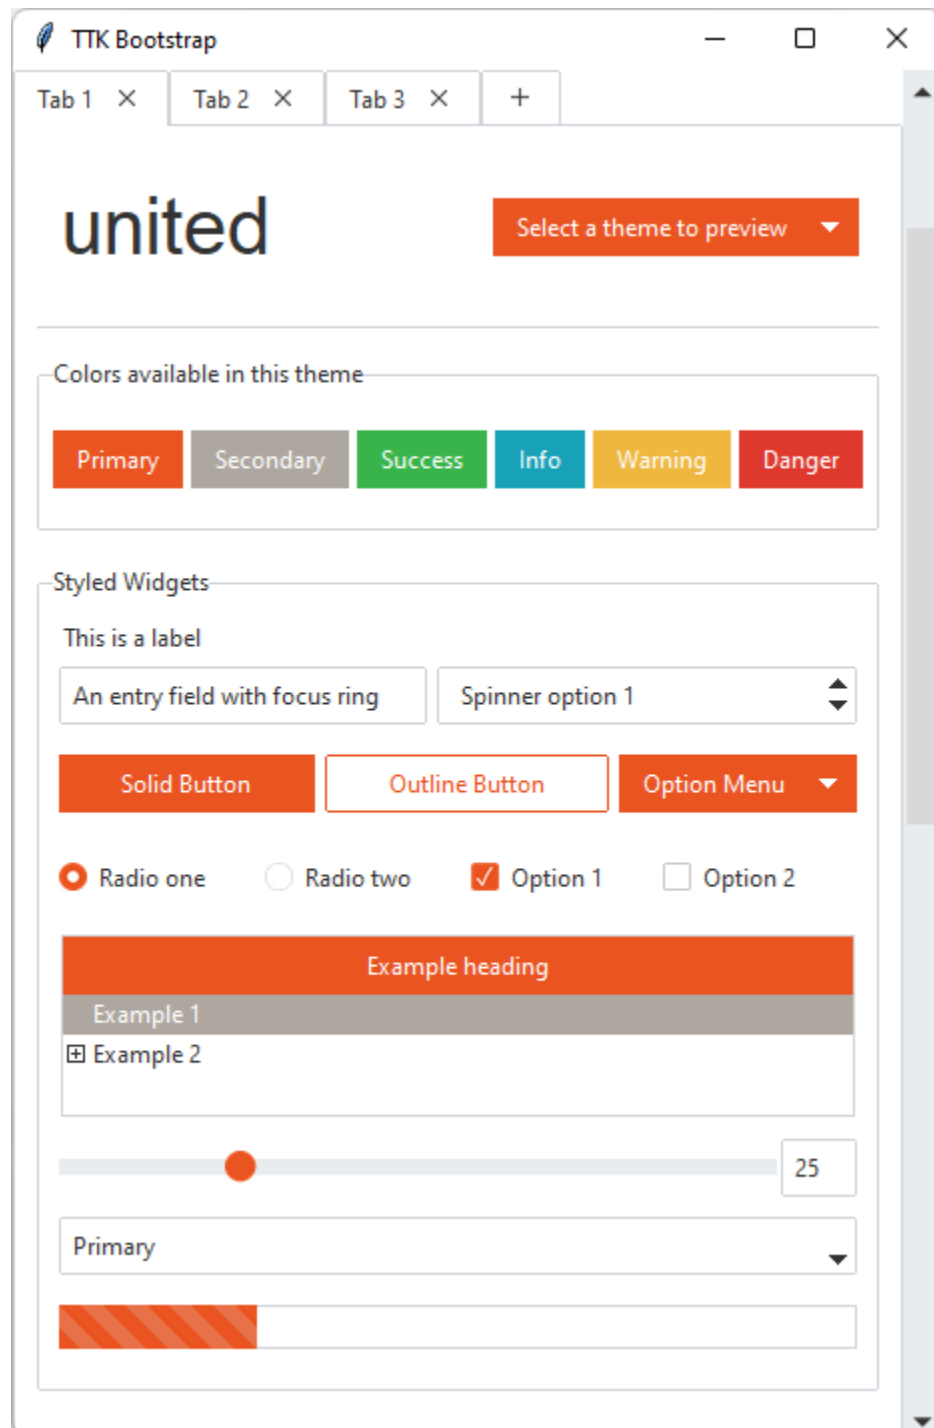 TTK Bootstrap
Tab 1 Tab 2 Tab 3 +
united
Select a theme to preview
Colors available in this theme
Primary Secondary Success Info Warning Danger
Styled Widgets
This is a label
An entry field with focus ring Spinner option 1
Solid Button Outline Button Option Menu
Radio one Radio two Option 1 Option 2
Example heading
Example 1
Example 2
25
Primary